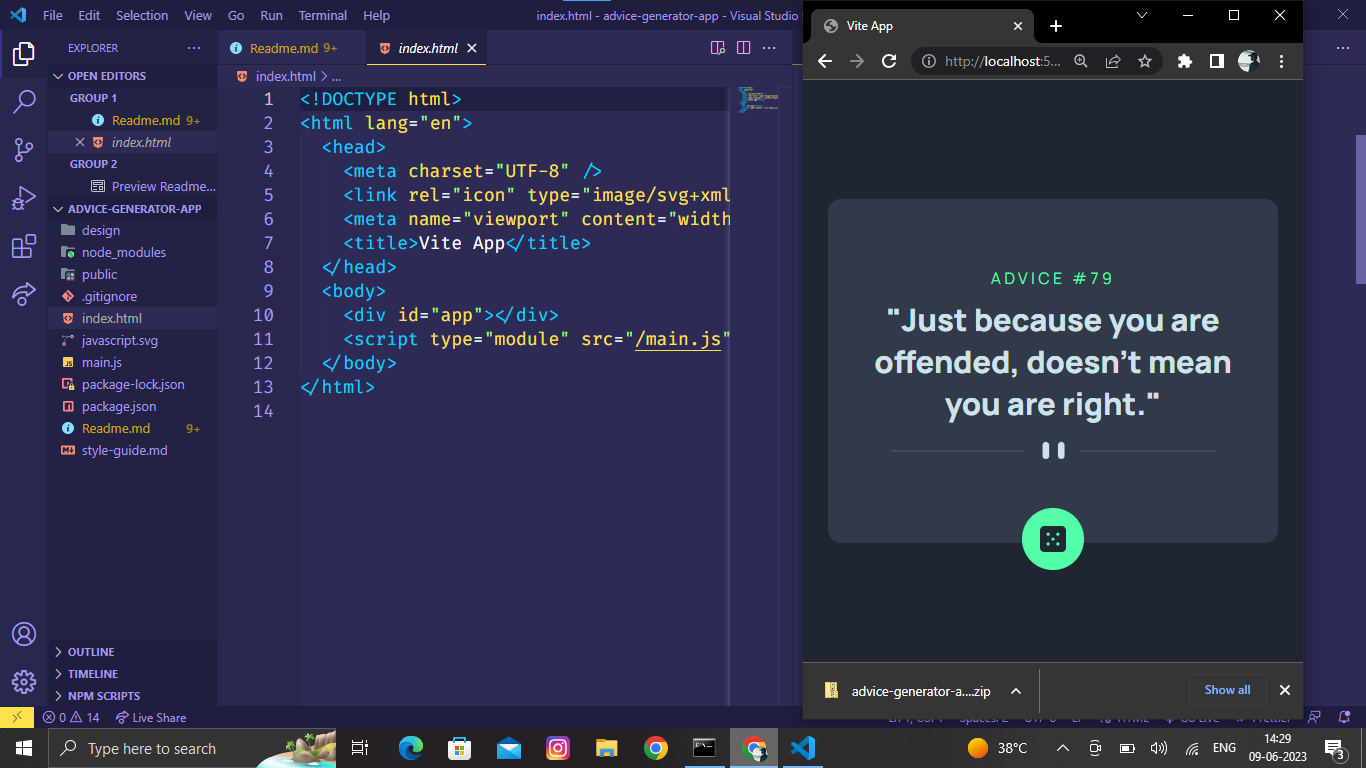 File Edit Selection View Go Run Terminal Help
index.html - advice-generator-app - Visual Studio
EXPLORER
OPEN EDITORS
GROUP 1
Readme.md 9+
index.html
GROUP 2
Preview Readme...
ADVICE-GENERATOR-APP
design
node_modules
public
.gitignore
index.html
javascript.svg
main.js
package-lock.json
package.json
Readme.md 9+
style-guide.md
OUTLINE
TIMELINE
NPM SCRIPTS
Readme.md 9+
index.html
index.html > ...
1 <!DOCTYPE html>
2 <html lang="en">
3 <head>
4 <meta charset="UTF-8" />
5 <link rel="icon" type="image/svg+xml
6 <meta name="viewport" content="width
7 <title>Vite App</title>
8 </head>
9 <body>
10 <div id="app"></div>
11 <script type="module" src="/main.js"
12 </body>
13 </html>
14
Vite App
http://localhost:5...
ADVICE #79
"Just because you are
offended, doesn't mean
you are right."
advice-generator-a....zip
Show all
0 14 Live Share
Type here to search
38°C
ENG
14:29
09-06-2023
3